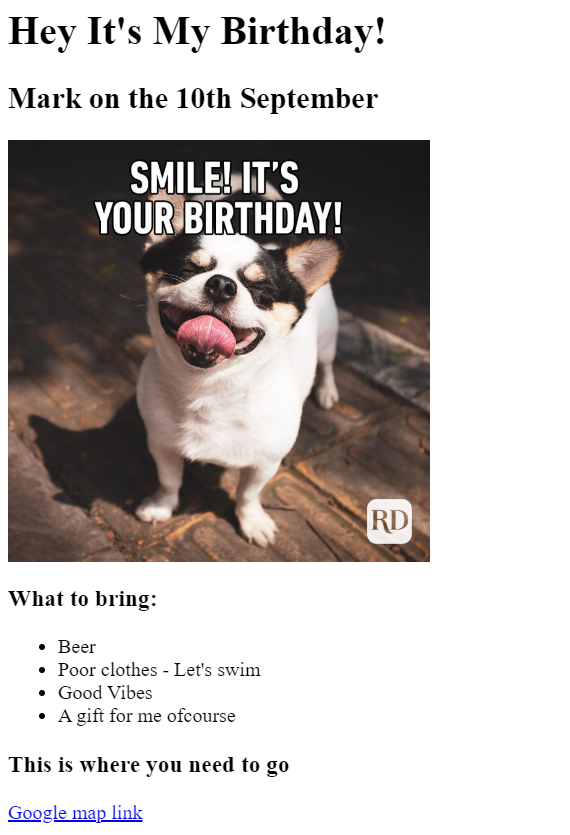 Hey It's My Birthday!
Mark on the 10th September
SMILE! IT'S
YOUR BIRTHDAY!
RD
What to bring:
Beer
Poor clothes - Let's swim
Good Vibes
A gift for me ofcourse
This is where you need to go
Google map link